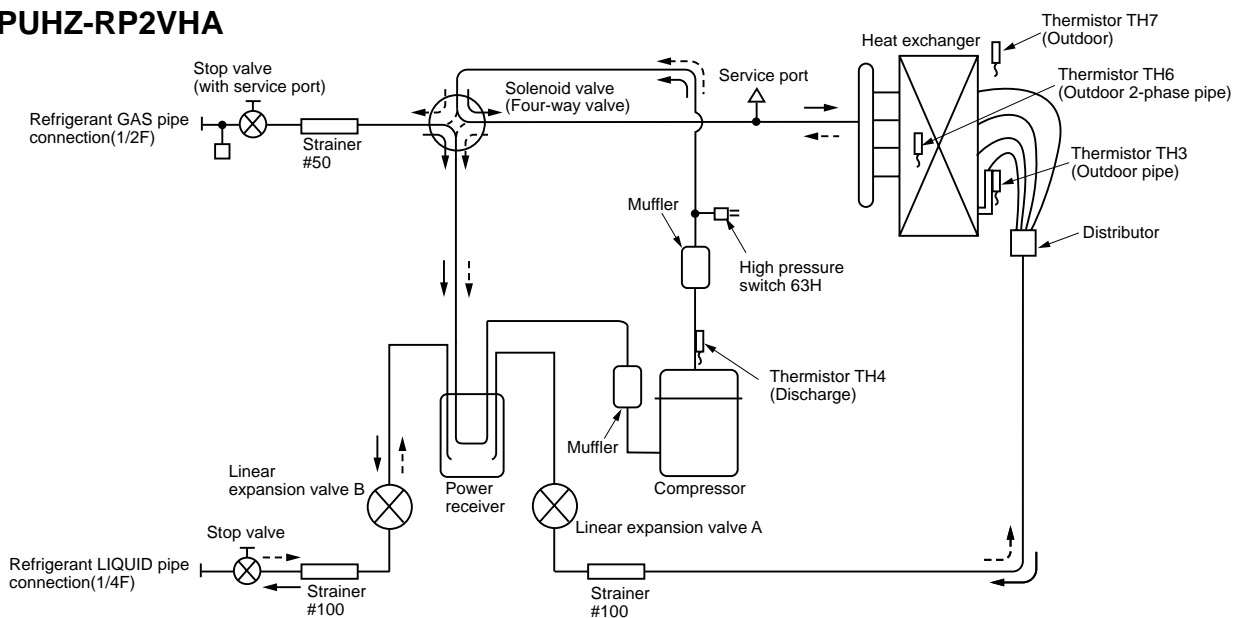 PUHZ-RP2VHA
Stop valve
(with service port)
Refrigerant GAS pipe
connection(1/2F)
Strainer
#50
Solenoid valve
(Four-way valve)
Service port
Heat exchanger
Thermistor TH7
(Outdoor)
Thermistor TH6
(Outdoor 2-phase pipe)
Thermistor TH3
(Outdoor pipe)
Distributor
Muffler
High pressure
switch 63H
Thermistor TH4
(Discharge)
Muffler
Compressor
Linear
expansion valve B
Power
receiver
Linear expansion valve A
Stop valve
Refrigerant LIQUID pipe
connection(1/4F)
Strainer
#100
Strainer
#100